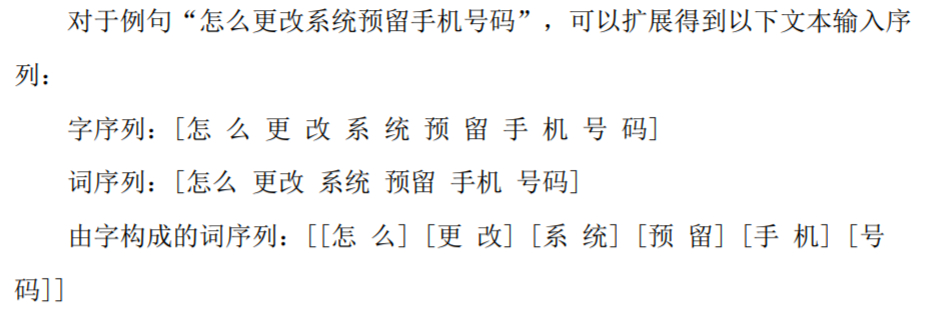 对于例句“怎么更改系统预留手机号码”，可以扩展得到以下文本输入序
列：
字序列：[怎 么 更 改 系 统 预 留 手 机 号 码]
词序列：[怎么 更改 系统 预留 手机 号码]
由字构成的词序列：[[怎 么] [更 改] [系 统] [预 留] [手 机] [号
码]]